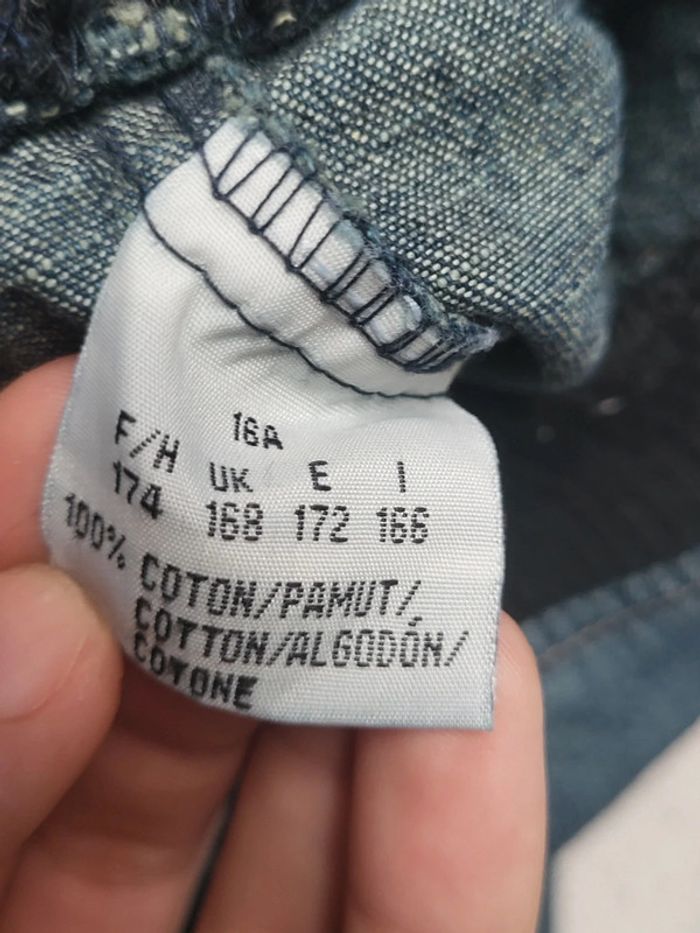 16A
F/H UK E I
174 168 172 166
100% COTON/PAMUT/
COTTON/ALGODÓN/
COTONE